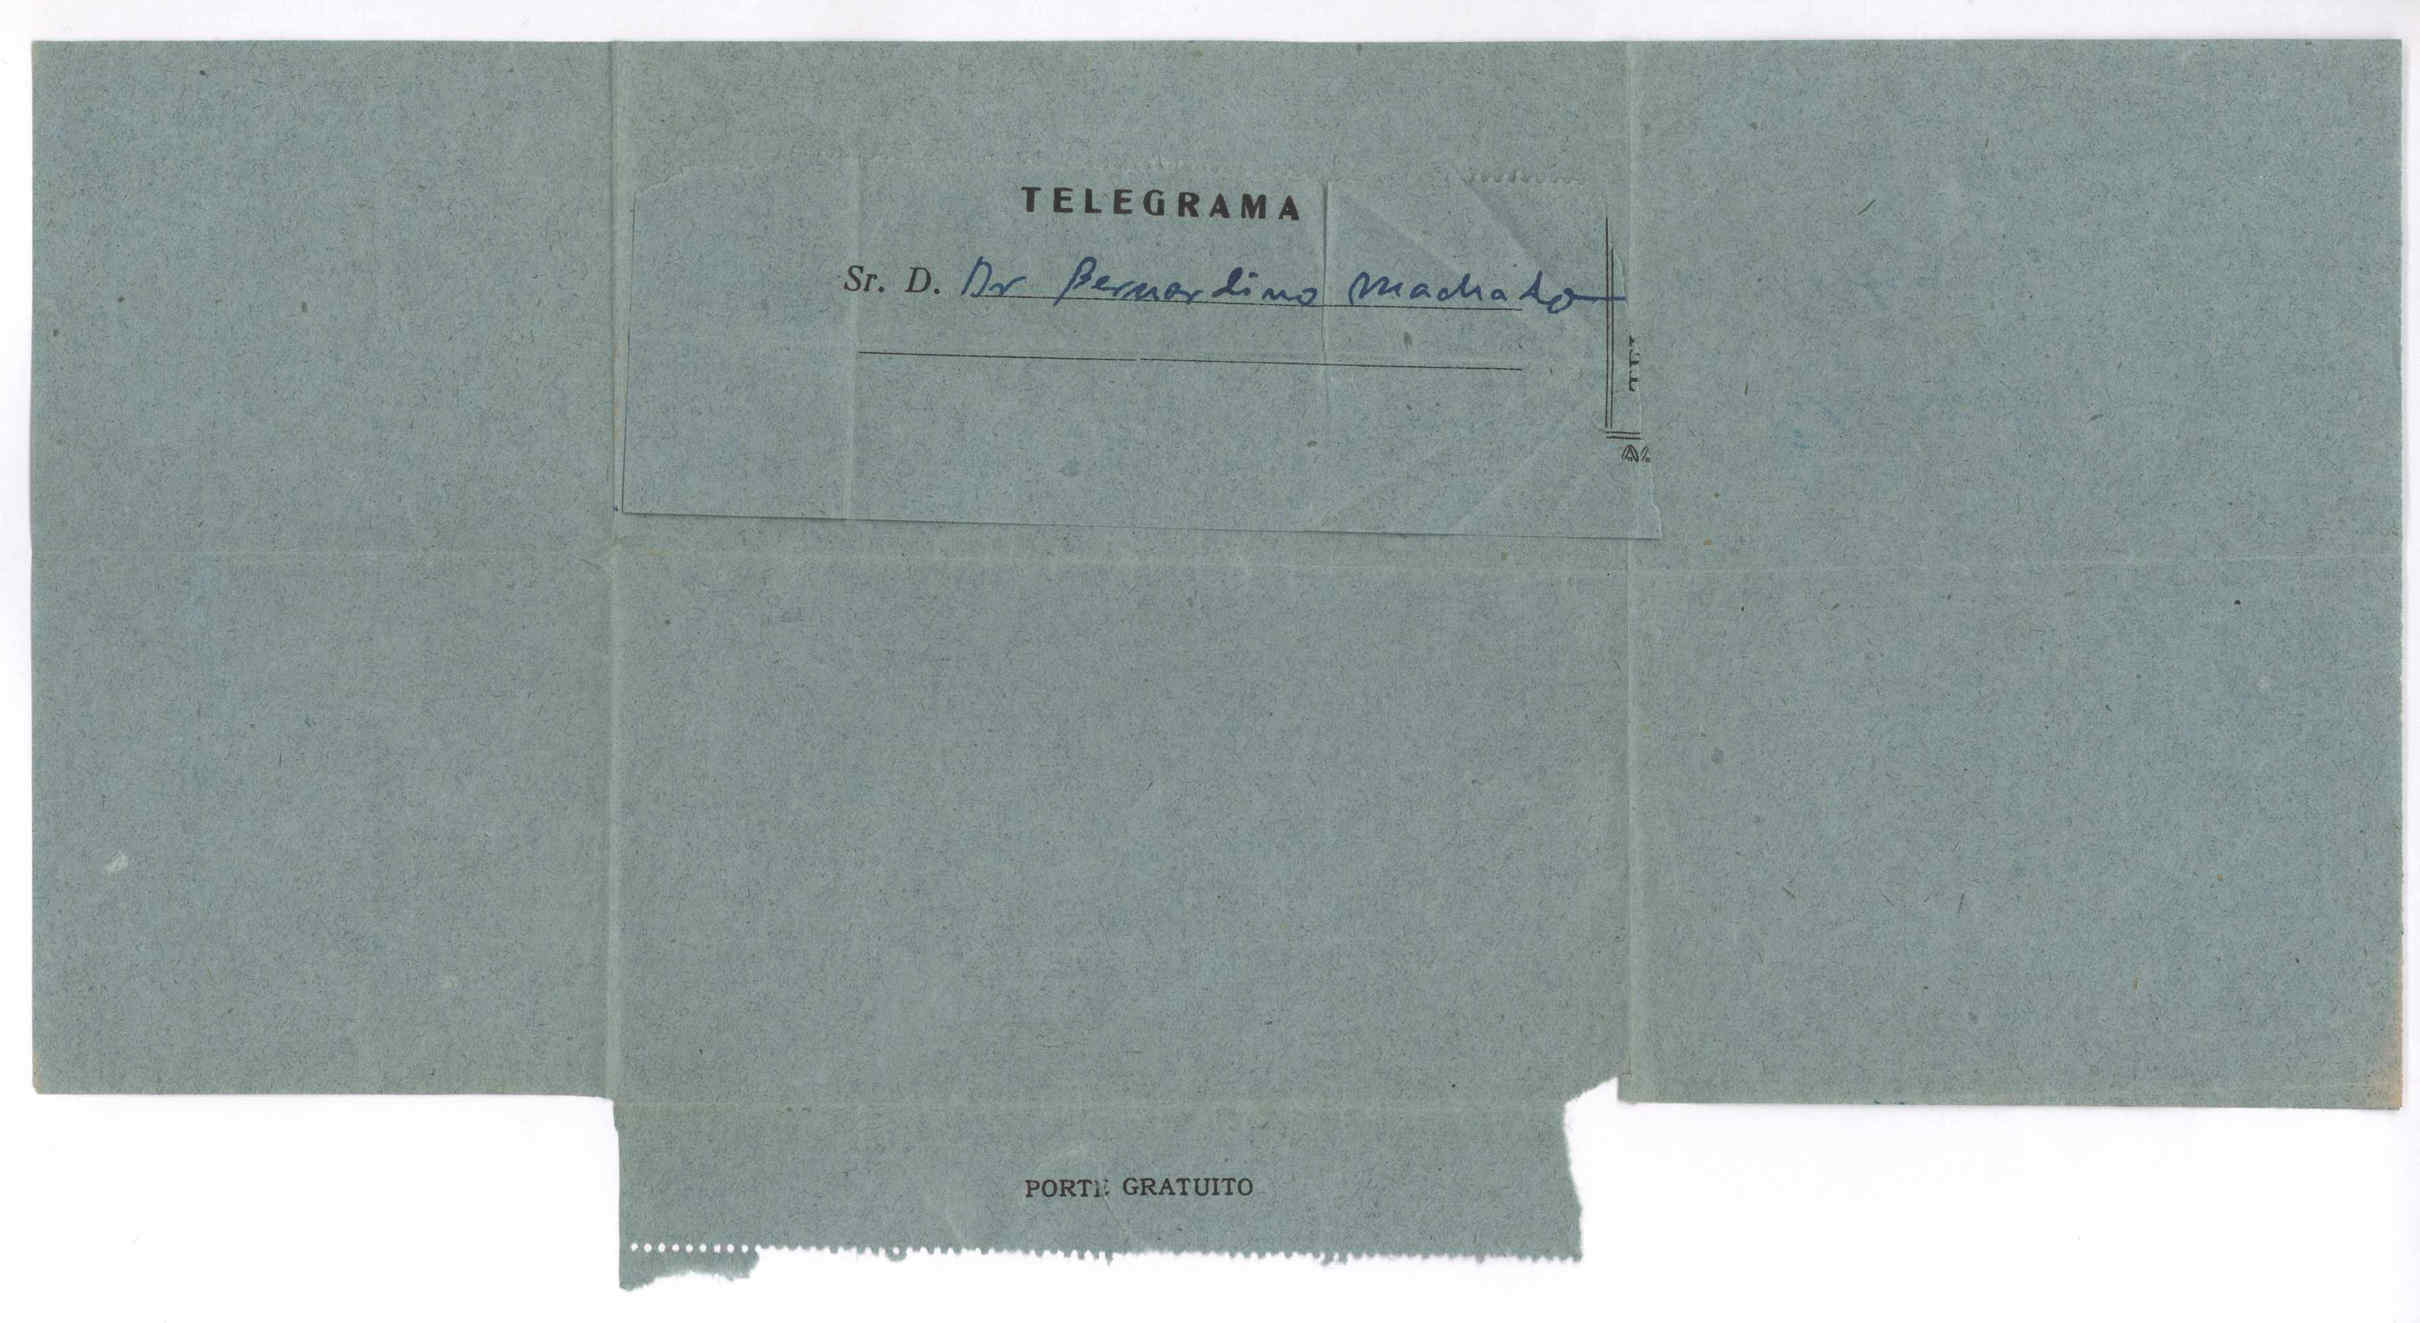 TELEGRAMA
Sr. D. Dr Bernardino Machado
PORTE GRATUITO